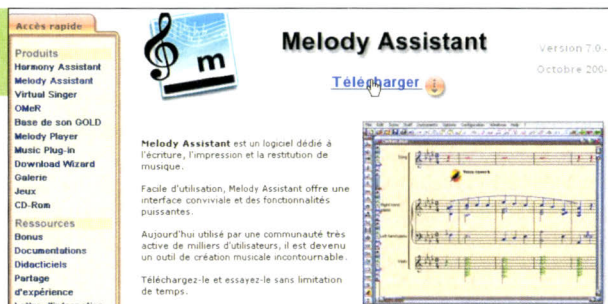 Accès rapide
Produits
Harmony Assistant
Melody Assistant
Virtual Singer
OMeR
Base de son GOLD
Melody Player
Music Plug-in
Download Wizard
Galerie
Jeux
CD-Rom
Ressources
Bonus
Documentations
Didacticiels
Partage
d'expérience
m
Melody Assistant
Télécharger
Version 7.0
Octobre 200
Melody Assistant est un logiciel dédié à
l'écriture, l'impression et la restitution de
musique.
Facile d'utilisation, Melody Assistant offre une
interface conviviale et des fonctionnalités
puissantes.
Aujourd'hui utilisé par une communauté très
active de milliers d'utilisateurs, il est devenu
un outil de création musicale incontournable.
Téléchargez-le et essayez-le sans limitation
de temps.